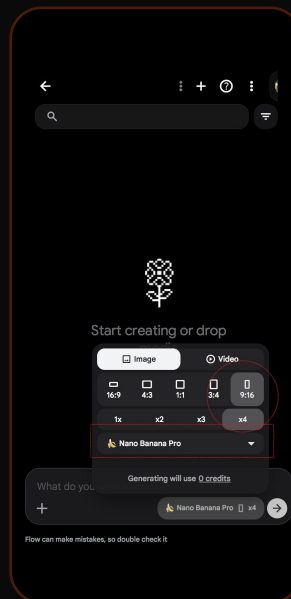 Start creating or drop
Image Video
16:9 4:3 1:1 3:4 9:16
1x x2 x3 x4
Nano Banana Pro
Generating will use 0 credits
What do you
Nano Banana Pro x4
Flow can make mistakes, so double check it